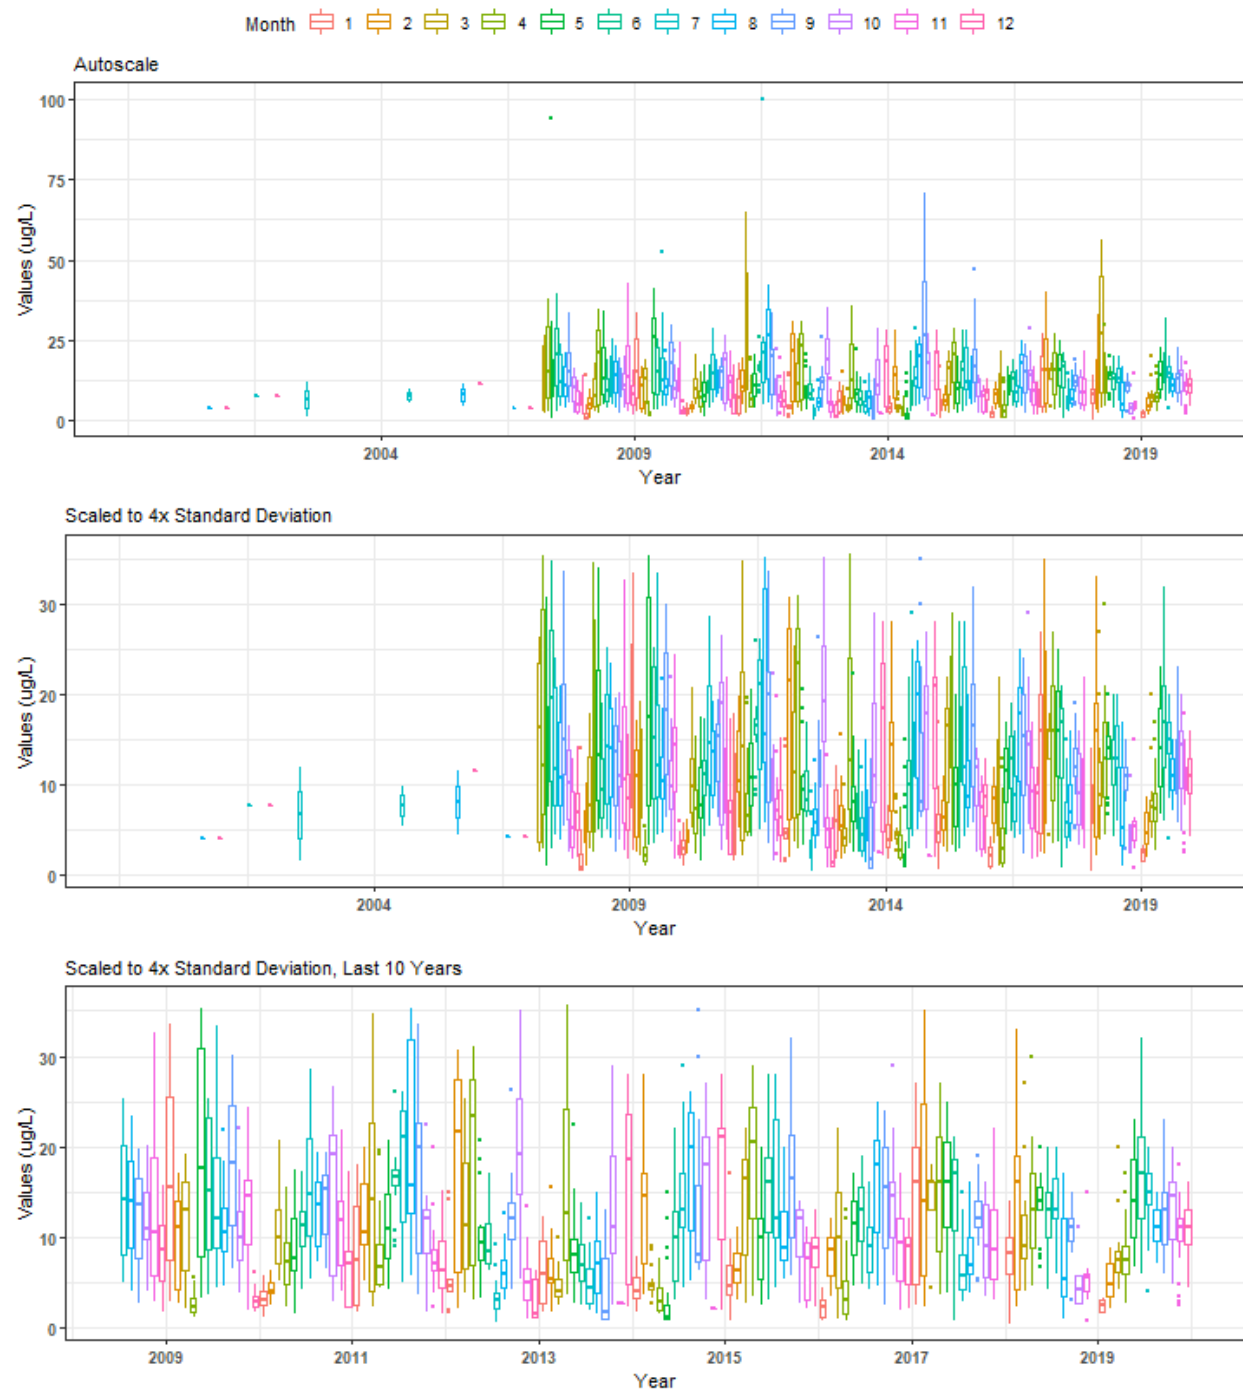 Month 1 2 3 4 5 6 7 8 9 10 11 12
Autoscale
100
75
50
25
0
Values (ug/L)
2004 2009 2014 2019
Year
Scaled to 4x Standard Deviation
30
20
10
0
Values (ug/L)
2004 2009 2014 2019
Year
Scaled to 4x Standard Deviation, Last 10 Years
30
20
10
0
Values (ug/L)
2009 2011 2013 2015 2017 2019
Year